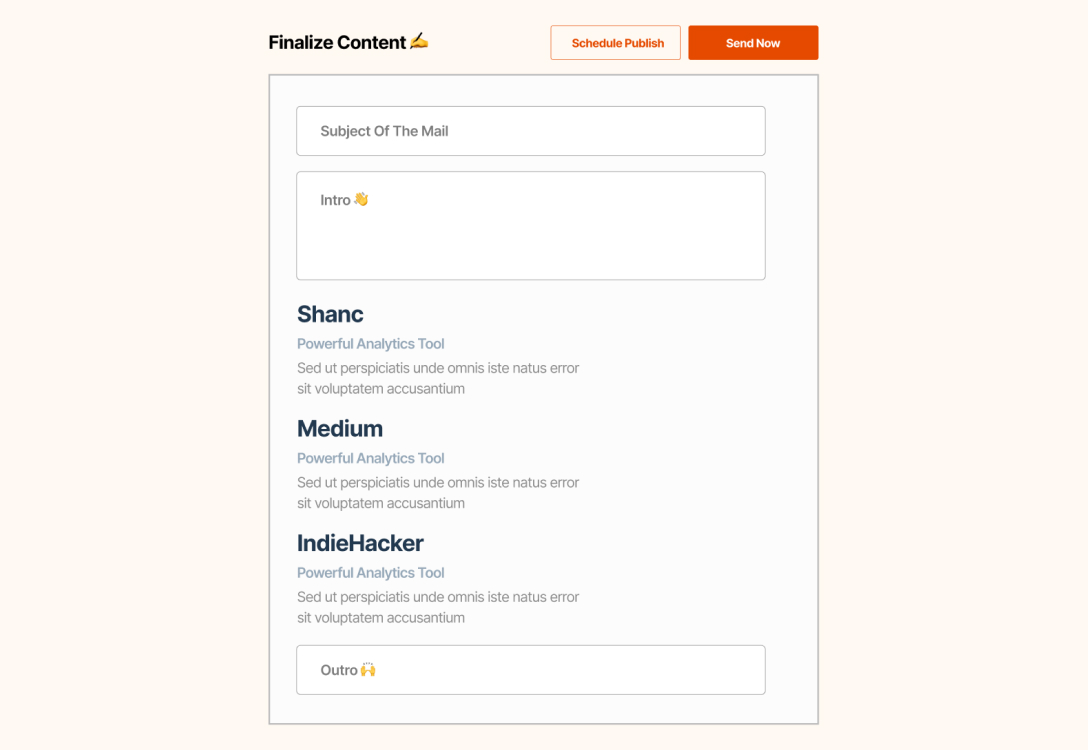 Finalize Content ✍️
Schedule Publish
Send Now
Subject Of The Mail
Intro 👋
Shanc
Powerful Analytics Tool
Sed ut perspiciatis unde omnis iste natus error
sit voluptatem accusantium
Medium
Powerful Analytics Tool
Sed ut perspiciatis unde omnis iste natus error
sit voluptatem accusantium
IndieHacker
Powerful Analytics Tool
Sed ut perspiciatis unde omnis iste natus error
sit voluptatem accusantium
Outro 🙌